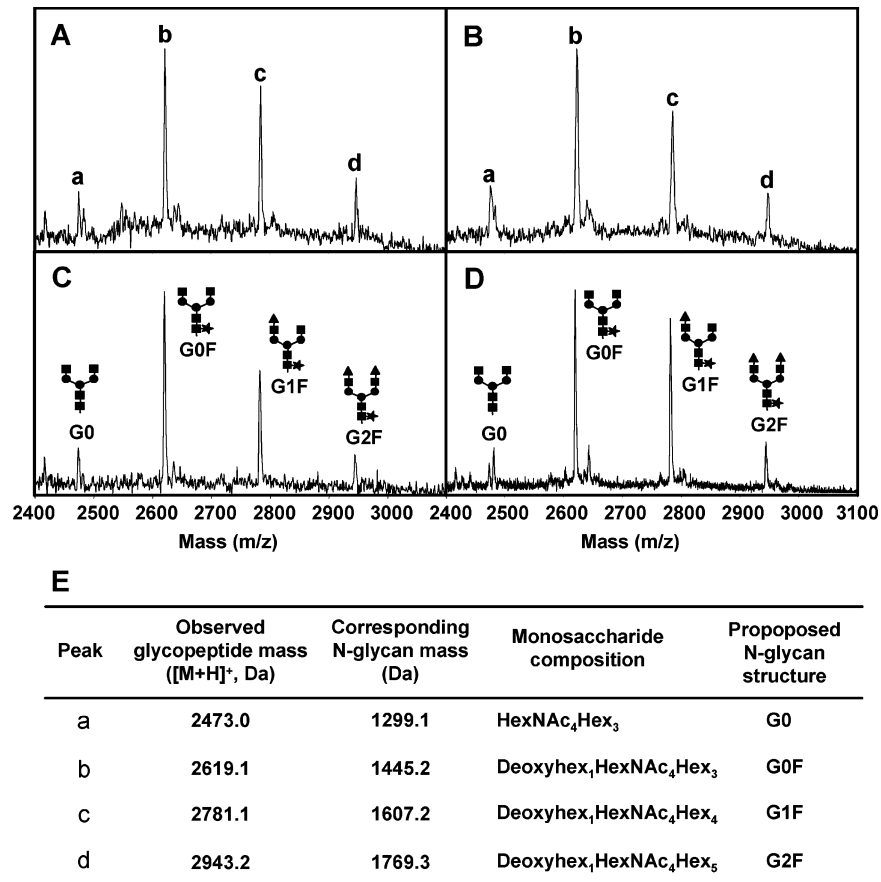 A
a
b
c
d
B
a
b
c
d
C
G0
G0F
G1F
G2F
D
G0
G0F
G1F
G2F
2400 2500 2600 2700 2800 2900 3000 2400 2500 2600 2700 2800 2900 3000 3100
Mass (m/z) Mass (m/z)
E
Peak Observed glycopeptide mass ([M+H]⁺, Da) Corresponding N-glycan mass (Da) Monosaccharide composition Propoposed N-glycan structure
a 2473.0 1299.1 HexNAc₄Hex₃ G0
b 2619.1 1445.2 Deoxyhex₁HexNAc₄Hex₃ G0F
c 2781.1 1607.2 Deoxyhex₁HexNAc₄Hex₄ G1F
d 2943.2 1769.3 Deoxyhex₁HexNAc₄Hex₅ G2F